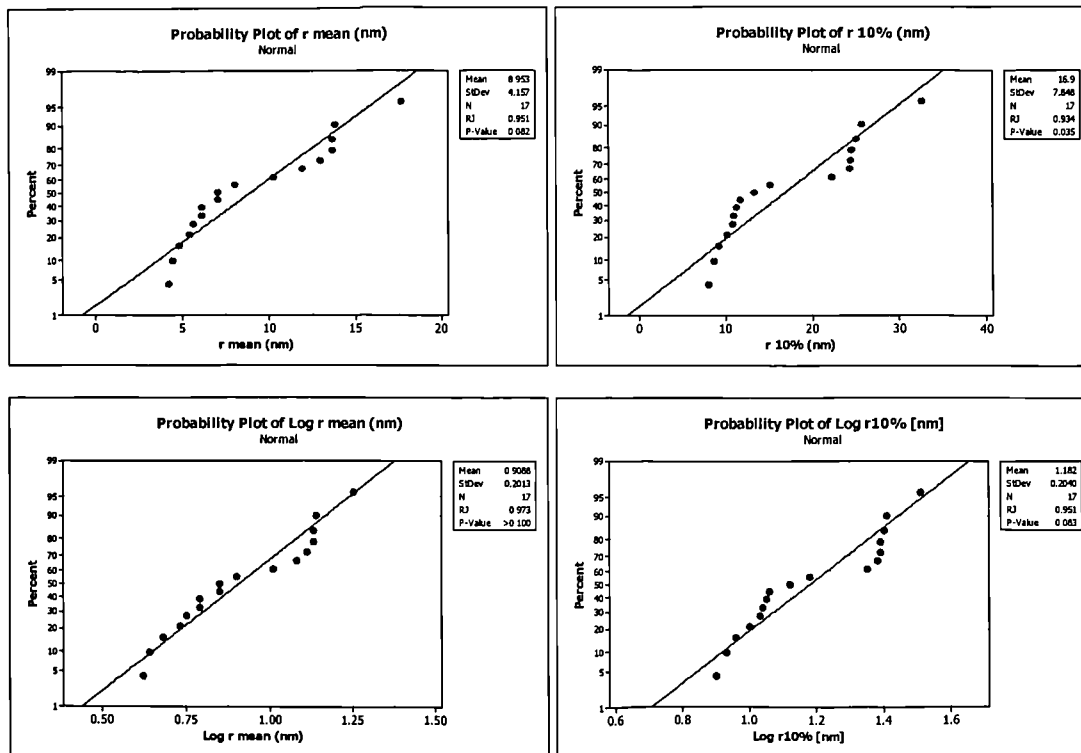 Probability Plot of r mean (nm)
Normal
Mean 8.953
StDev 4.157
N 17
RJ 0.951
P-Value 0.082
99
95
90
80
70
60
50
40
30
20
10
5
1
Percent
0 5 10 15 20
r mean (nm)
Probability Plot of r 10% (nm)
Normal
Mean 16.9
StDev 7.848
N 17
RJ 0.934
P-Value 0.035
99
95
90
80
70
60
50
40
30
20
10
5
1
Percent
0 10 20 30 40
r 10% (nm)
Probability Plot of Log r mean (nm)
Normal
Mean 0.9088
StDev 0.2013
N 17
RJ 0.973
P-Value >0.100
99
95
90
80
70
60
50
40
30
20
10
5
1
Percent
0.50 0.75 1.00 1.25 1.50
Log r mean (nm)
Probability Plot of Log r10% [nm]
Normal
Mean 1.182
StDev 0.2040
N 17
RJ 0.951
P-Value 0.083
99
95
90
80
70
60
50
40
30
20
10
5
1
Percent
0.6 0.8 1.0 1.2 1.4 1.6
Log r10% [nm]